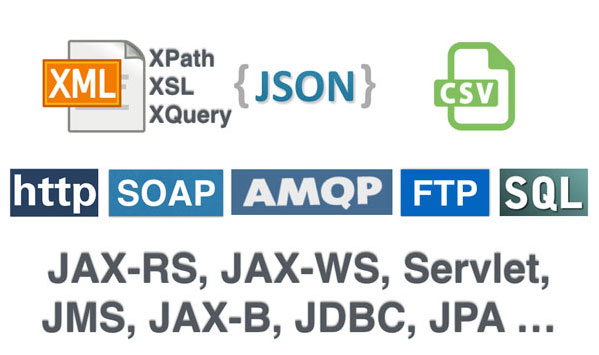 XML
XPath
XSL
XQuery
{JSON}
CSV
http SOAP AMQP FTP SQL
JAX-RS, JAX-WS, Servlet,
JMS, JAX-B, JDBC, JPA ...